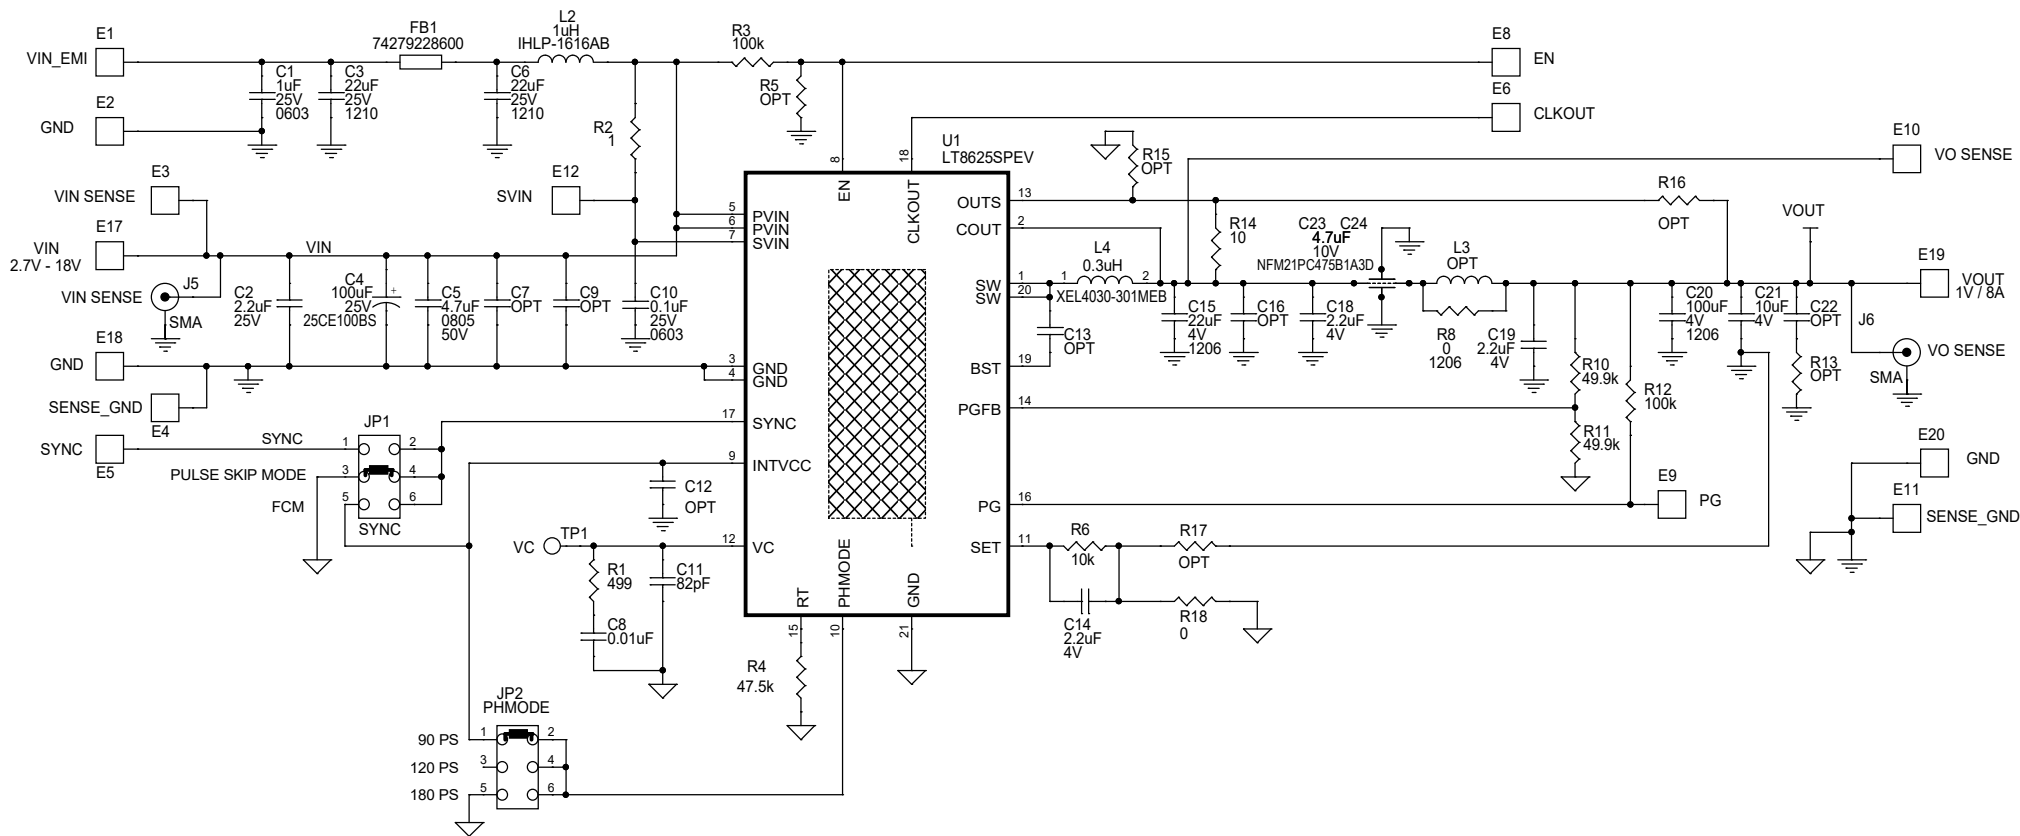 E1
VIN_EMI
E2
GND
FB1
74279228600
L2
1uH
IHLP-1616AB
R3
100k
E8
EN
C1
1uF
25V
0603
C3
22uF
25V
1210
C6
22uF
25V
1210
R5
OPT
E6
CLKOUT
R2
1
E3
VIN SENSE
E12
SVIN
E17
VIN
2.7V - 18V
VIN
J5
VIN SENSE
SMA
C2
2.2uF
25V
C4
100uF
25V
25CE100BS
+
C5
4.7uF
0805
50V
C7
OPT
C9
OPT
C10
0.1uF
25V
0603
E18
GND
SENSE_GND
E4
SYNC
E5
SYNC
JP1
1
2
PULSE SKIP MODE
3
4
FCM
5
6
SYNC
C12
OPT
VC
TP1
R1
499
C11
82pF
C8
0.01uF
JP2
PHMODE
90 PS
1
2
120 PS
3
4
180 PS
5
6
U1
LT8625SPEV
8
EN
18
CLKOUT
5
PVIN
6
PVIN
7
SVIN
3
GND
4
GND
17
SYNC
9
INTVCC
12
VC
RT
15
PHMODE
10
GND
21
R4
47.5k
OUTS
13
COUT
2
SW
1
SW
20
BST
19
PGFB
14
PG
16
SET
11
R15
OPT
R14
10
L4
0.3uH
1
2
XEL4030-301MEB
C13
OPT
C15
22uF
4V
1206
C16
OPT
C18
2.2uF
4V
C23
C24
4.7uF
10V
NFM21PC475B1A3D
L3
OPT
R8
0
1206
C19
2.2uF
4V
R10
49.9k
R11
49.9k
R12
100k
R16
OPT
C20
100uF
4V
1206
C21
10uF
4V
C22
OPT
R13
OPT
VOUT
E10
VO SENSE
E19
VOUT
1V / 8A
J6
VO SENSE
SMA
E20
GND
E11
SENSE_GND
E9
PG
R6
10k
R17
OPT
C14
2.2uF
4V
R18
0